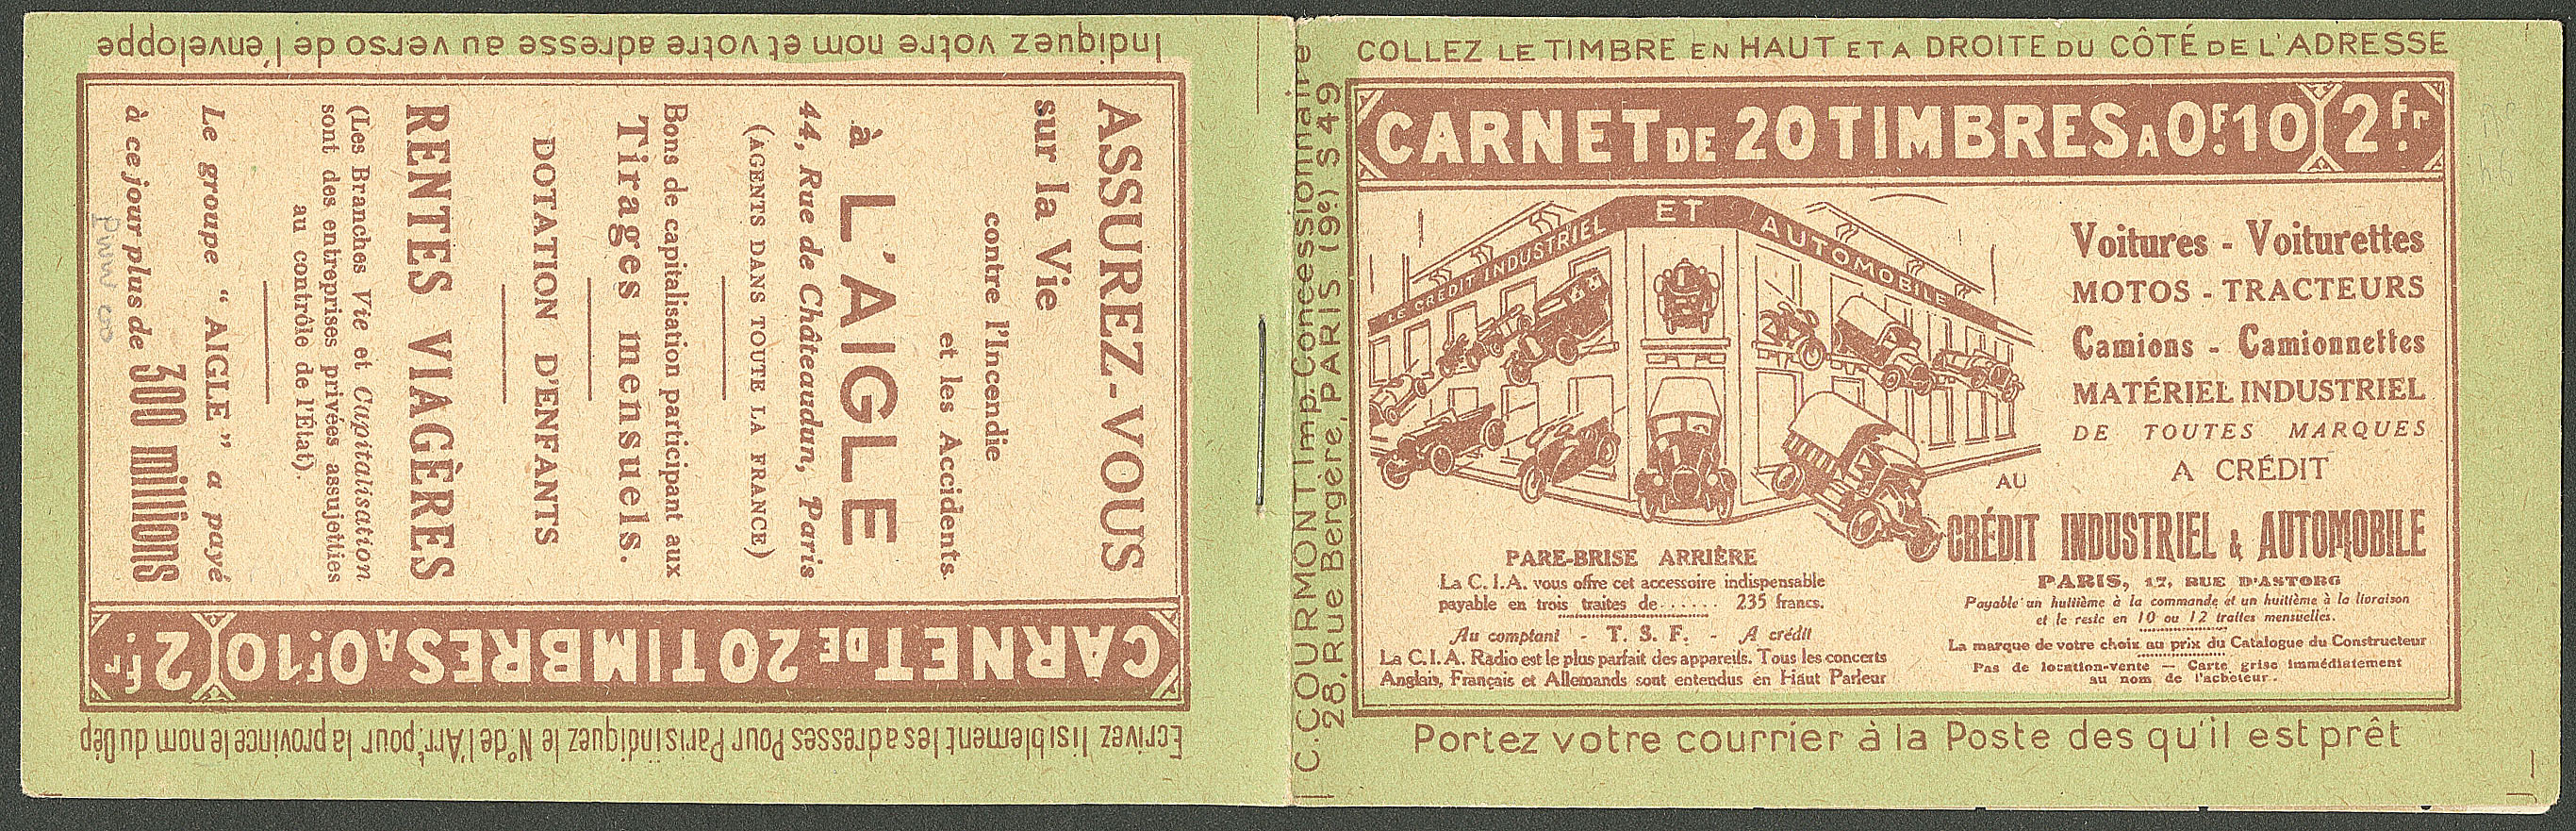 COLLEZ LE TIMBRE EN HAUT ET A DROITE DU CÔTÉ DE L'ADRESSE
CARNET DE 20 TIMBRES A 0F.10 2fr.
LE CRÉDIT INDUSTRIEL ET AUTOMOBILE
Voitures - Voiturettes
MOTOS - TRACTEURS
Camions - Camionnettes
MATÉRIEL INDUSTRIEL
DE TOUTES MARQUES
A CRÉDIT
AU
CRÉDIT INDUSTRIEL & AUTOMOBILE
PARIS, 17, RUE D'ASTORG
Payable un huitième à la commande et un huitième à la livraison
et le reste en 10 ou 12 traites mensuelles.
La marque de votre choix au prix du Catalogue du Constructeur
Pas de location-vente — Carte grise immédiatement
au nom de l'acheteur.
PARE-BRISE ARRIÈRE
La C.I.A. vous offre cet accessoire indispensable
payable en trois traites de...... 235 francs.
Au comptant - T. S. F. - A crédit
La C.I.A. Radio est le plus parfait des appareils. Tous les concerts
Anglais, Français et Allemands sont entendus en Haut Parleur
Portez votre courrier à la Poste des qu'il est prêt
C. COURMONT Imp. Concessionnaire
28, Rue Bergère, PARIS (9e.) S 49
Indiquez votre nom et votre adresse au verso de l'enveloppe
ASSUREZ-VOUS
sur la Vie
contre l'Incendie
et les Accidents
à L'AIGLE
44, Rue de Châteaudun, Paris
(AGENTS DANS TOUTE LA FRANCE)
Bons de capitalisation participant aux
Tirages mensuels.
DOTATION D'ENFANTS
RENTES VIAGÈRES
(Les Branches Vie et Capitalisation
sont des entreprises privées assujetties
au contrôle de l'État).
Le groupe "AIGLE" a payé
à ce jour plus de 300 millions
CARNET DE 20 TIMBRES A 0F.10 2fr.
Ecrivez lisiblement les adresses Pour Paris indiquez le No. de l'Arrt. pour la province le nom du Dép